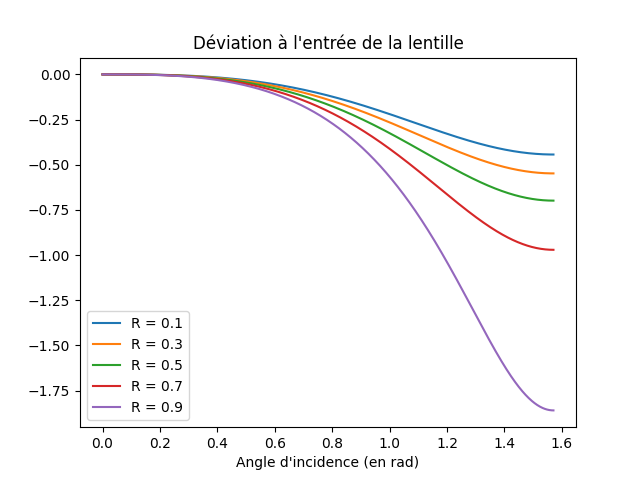 Déviation à l'entrée de la lentille
0.00
−0.25
−0.50
−0.75
−1.00
−1.25
−1.50
−1.75
R = 0.1
R = 0.3
R = 0.5
R = 0.7
R = 0.9
0.0 0.2 0.4 0.6 0.8 1.0 1.2 1.4 1.6
Angle d'incidence (en rad)